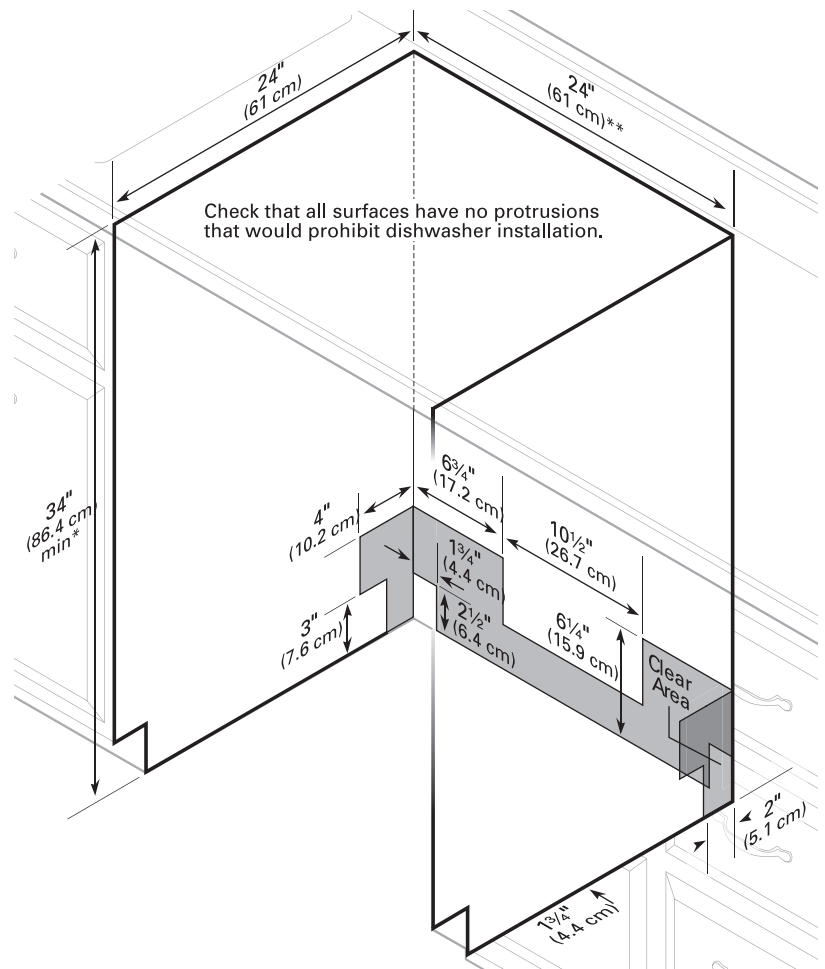 24"
(61 cm)
24"
(61 cm)**
Check that all surfaces have no protrusions
that would prohibit dishwasher installation.
34"
(86.4 cm)
min*
4"
(10.2 cm)
6¾"
(17.2 cm)
10½"
(26.7 cm)
1¾"
(4.4 cm)
3"
(7.6 cm)
2½"
(6.4 cm)
6¼"
(15.9 cm)
Clear
Area
2"
(5.1 cm)
1¾"
(4.4 cm)